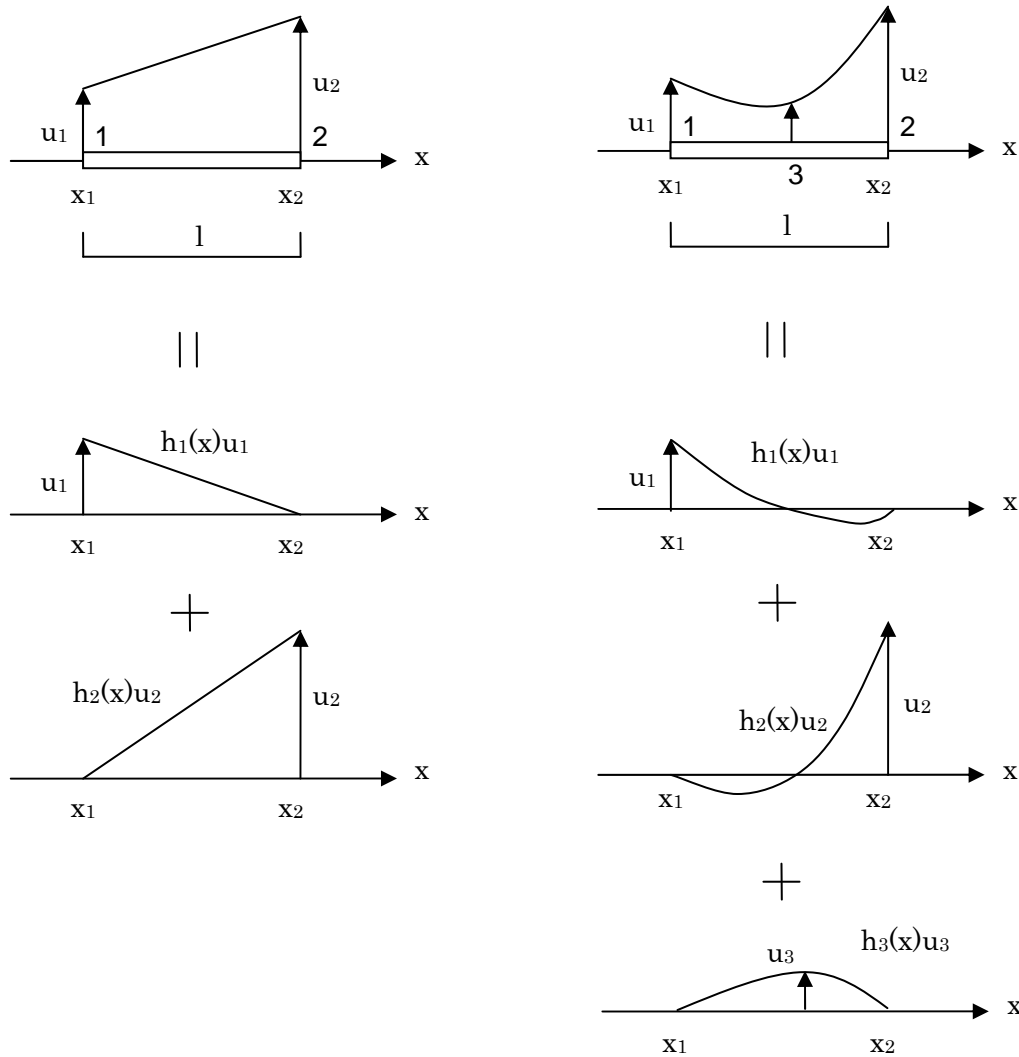 u1 1 2 u2 x
x1 x2
l
h1(x)u1
u1 x
x1 x2
+
h2(x)u2 u2
x
x1 x2
u1 1 2 u2 x
3
x1 x2
l
h1(x)u1
u1 x
x1 x2
+
h2(x)u2 u2
x
x1 x2
+
u3 h3(x)u3
x
x1 x2